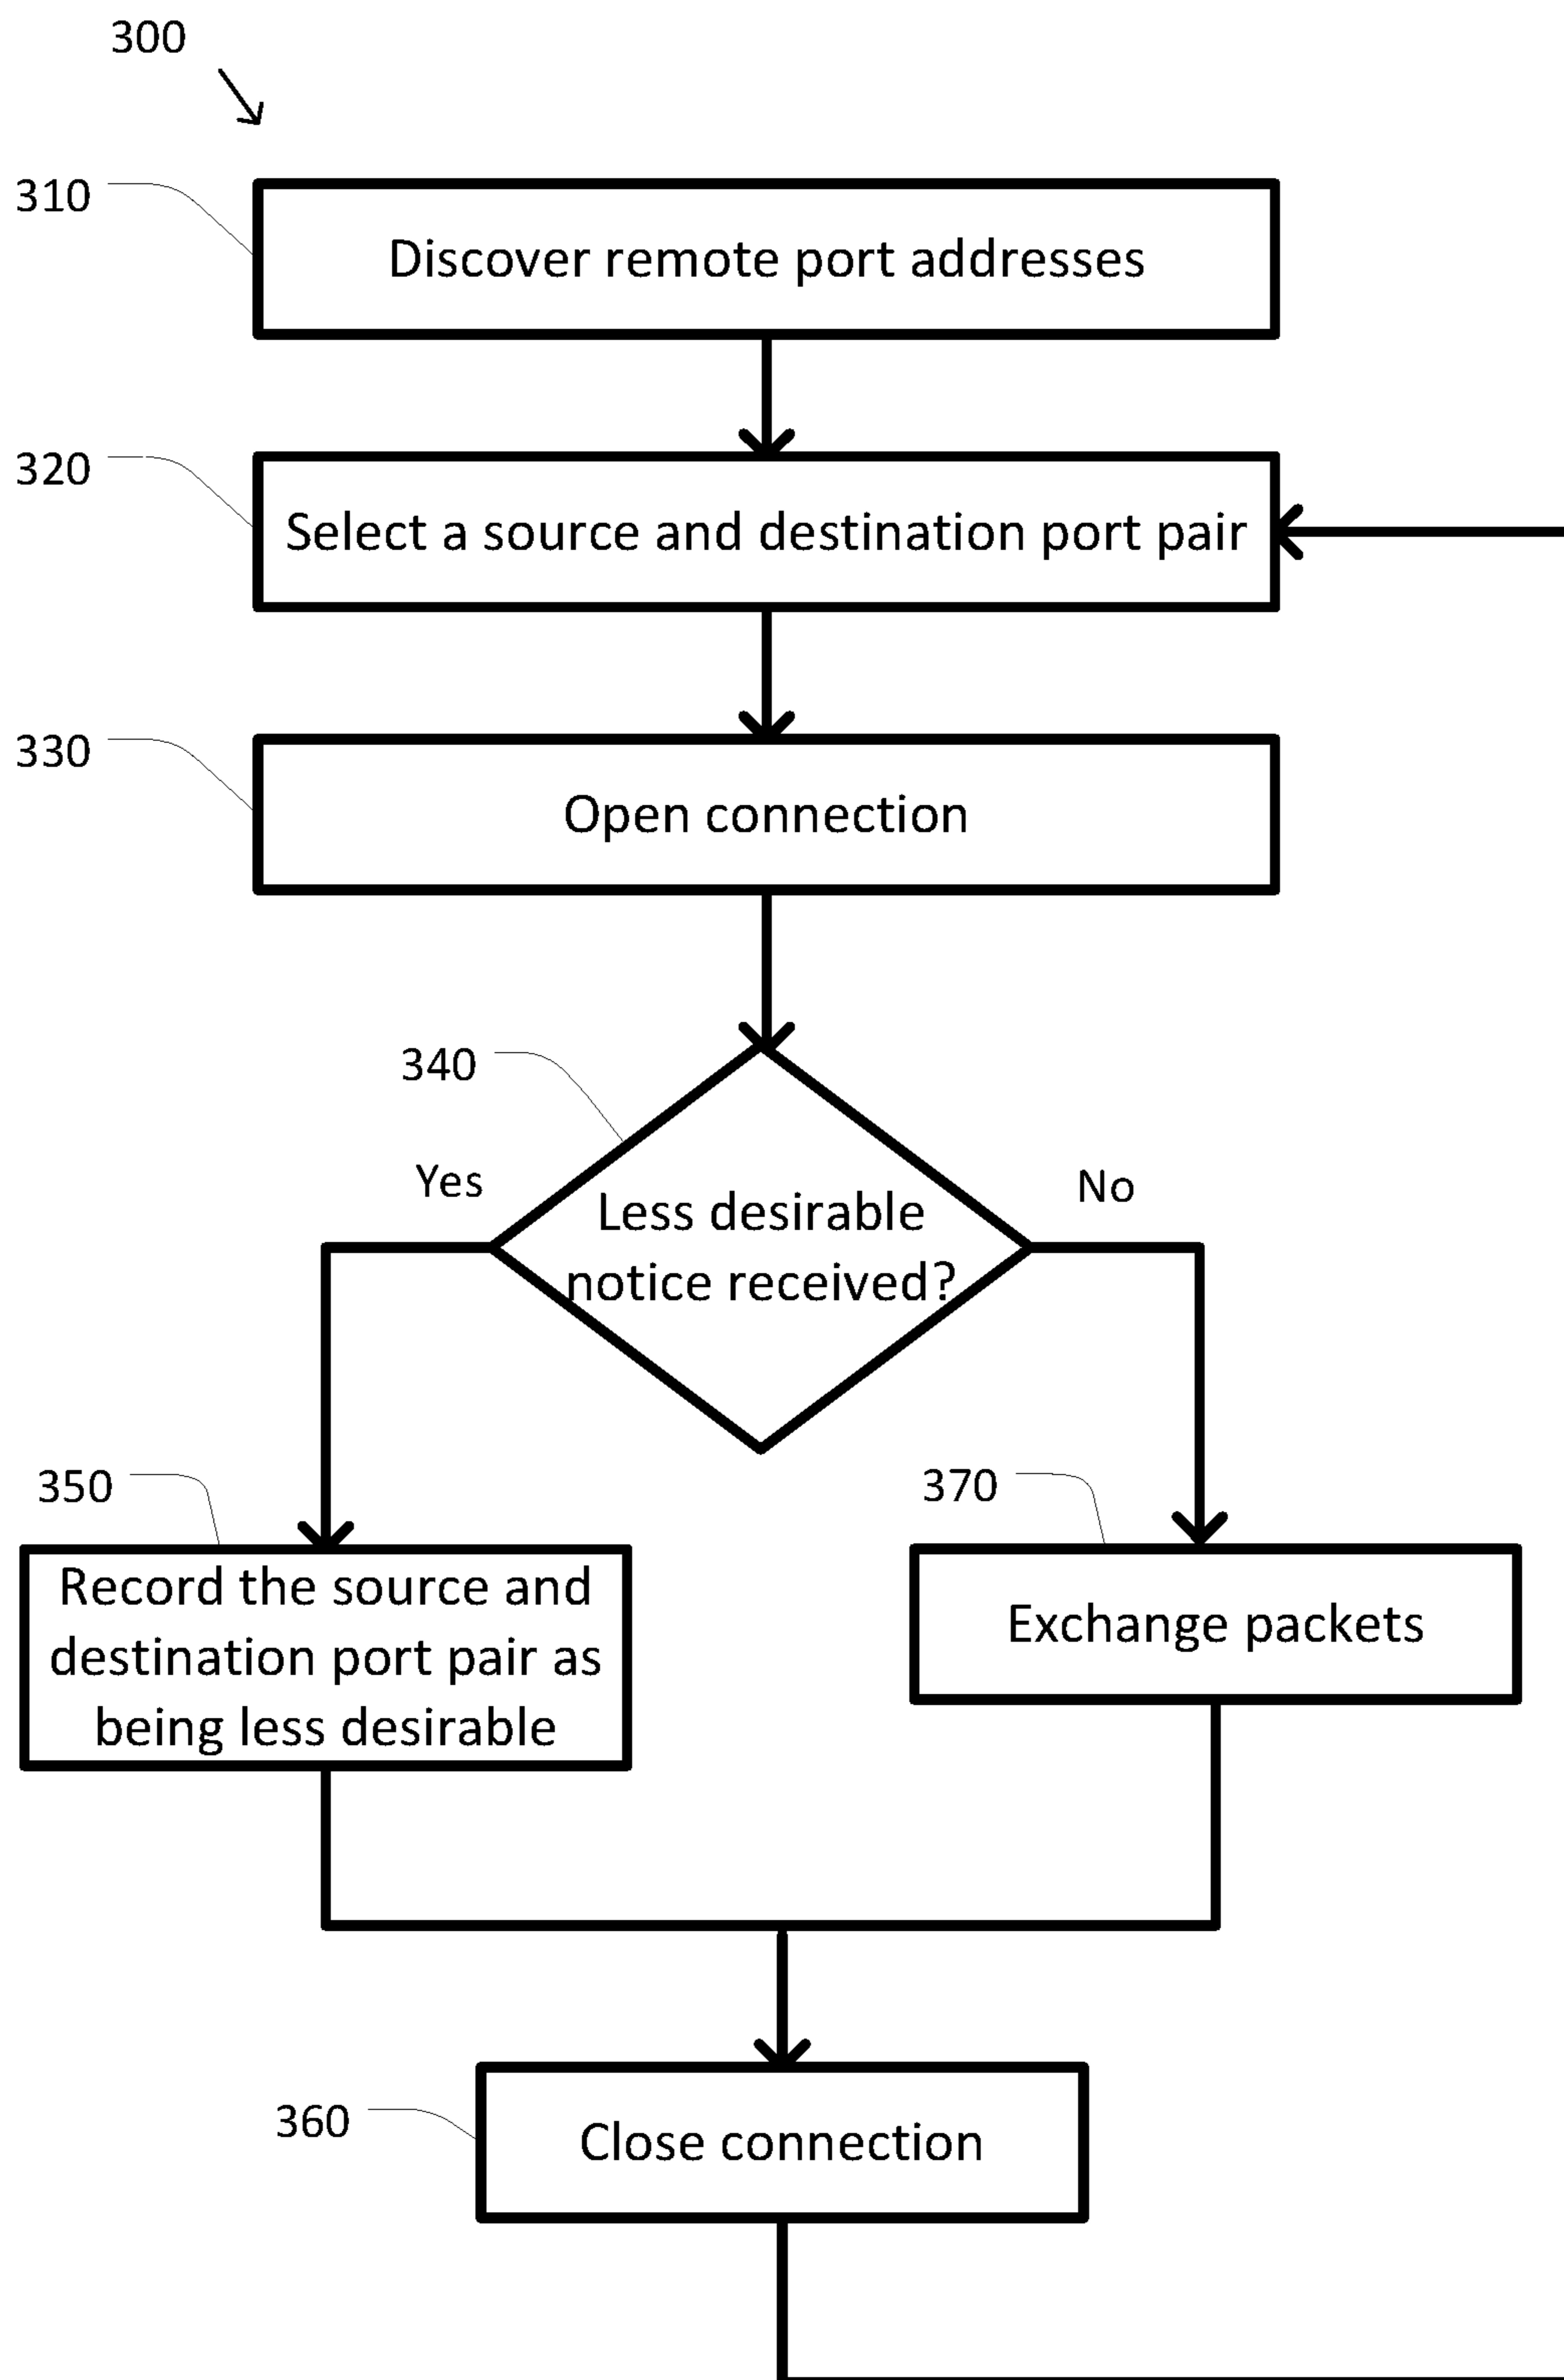 300
310
Discover remote port addresses
320
Select a source and destination port pair
330
Open connection
340
Yes
No
Less desirable
notice received?
350
370
Record the source and
destination port pair as
being less desirable
Exchange packets
360
Close connection